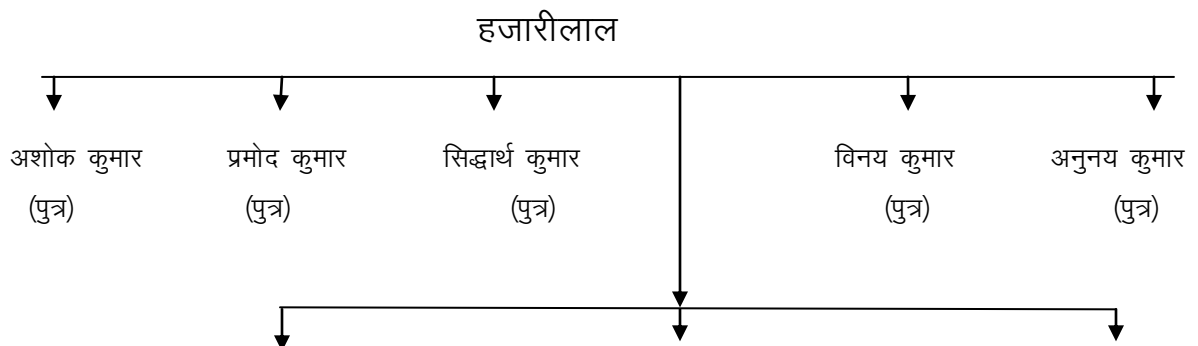 हजारीलाल
अशोक कुमार प्रमोद कुमार सिद्धार्थ कुमार विनय कुमार अनुनय कुमार
(पुत्र) (पुत्र) (पुत्र) (पुत्र) (पुत्र)